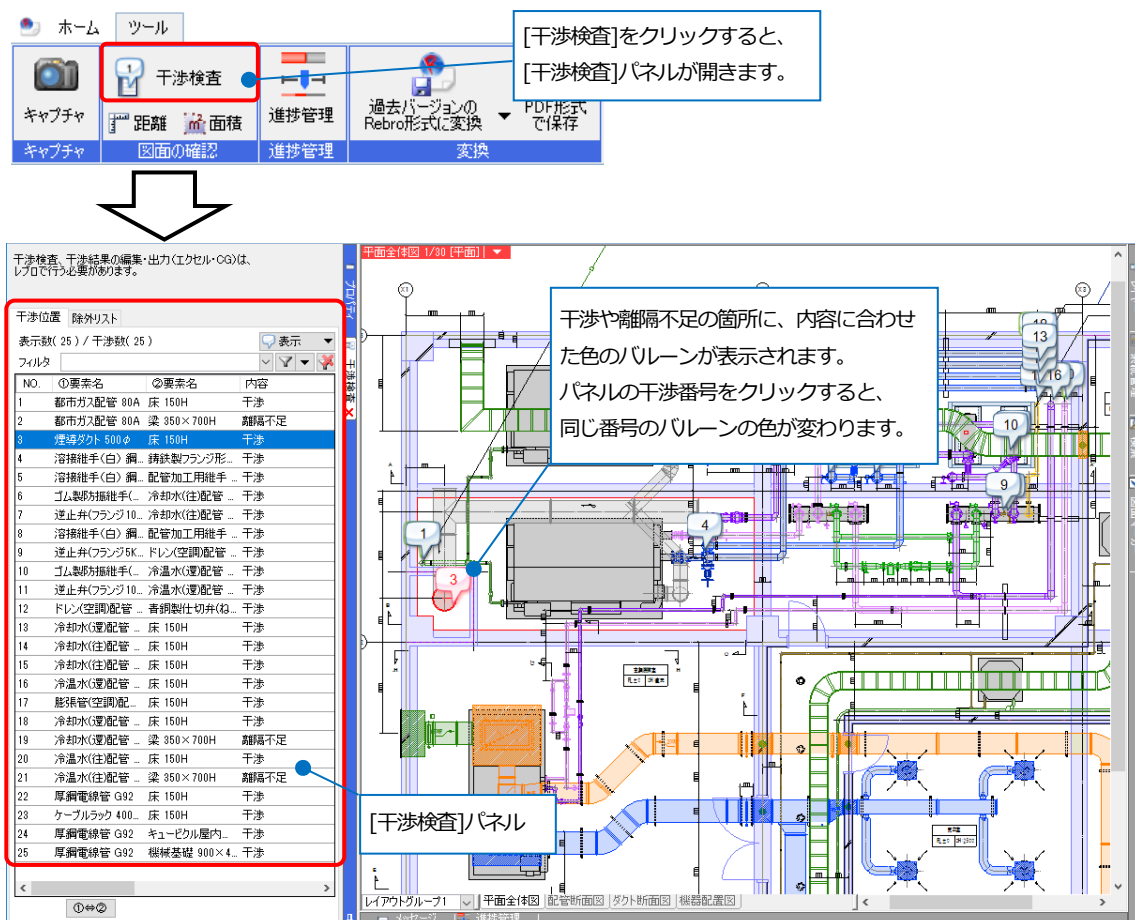 ホーム ツール
[干渉検査]をクリックすると、
[干渉検査]パネルが開きます。
干渉検査
キャプチャ
距離 面積
進捗管理
過去バージョンの
Rebro形式に変換
PDF形式
で保存
キャプチャ 図面の確認 進捗管理 変換
干渉検査、干渉結果の編集・出力(エクセル・CG)は、
レブロで行う必要があります。
干渉位置 除外リスト
表示数( 25 ) / 干渉数( 25 )
表示
フィルタ
NO. ①要素名 ②要素名 内容
1 都市ガス配管 80A 床 150H 干渉
2 都市ガス配管 80A 梁 350×700H 離隔不足
3 煙導ダクト 500φ 床 150H 干渉
4 溶接継手(白) 鋼... 鋳鉄製フランジ形... 干渉
5 溶接継手(白) 鋼... 配管加工用継手 ... 干渉
6 ゴム製防振継手(... 冷却水(往)配管 ... 干渉
7 逆止弁(フランジ10... 冷却水(往)配管 ... 干渉
8 溶接継手(白) 鋼... 配管加工用継手 ... 干渉
9 逆止弁(フランジ5K... ドレン(空調)配管 ... 干渉
10 ゴム製防振継手(... 冷温水(還)配管 ... 干渉
11 逆止弁(フランジ10... 冷温水(還)配管 ... 干渉
12 ドレン(空調)配管 ... 青銅製仕切弁(ね... 干渉
13 冷却水(還)配管 ... 床 150H 干渉
14 冷却水(往)配管 ... 床 150H 干渉
15 冷却水(往)配管 ... 床 150H 干渉
16 冷温水(還)配管 ... 床 150H 干渉
17 膨張管(空調)配... 床 150H 干渉
18 冷却水(還)配管 ... 床 150H 干渉
19 冷却水(還)配管 ... 梁 350×700H 離隔不足
20 冷温水(往)配管 ... 床 150H 干渉
21 冷温水(往)配管 ... 梁 350×700H 離隔不足
22 厚鋼電線管 G92 床 150H 干渉
23 ケーブルラック 400... 床 150H 干渉
24 厚鋼電線管 G92 キュービクル屋内... 干渉
25 厚鋼電線管 G92 機械基礎 900×4... 干渉
①⇔②
プロパティ
干渉検査
平面全体図 1/30 [平面]
X1
X2
干渉や離隔不足の箇所に、内容に合わせ
た色のバルーンが表示されます。
パネルの干渉番号をクリックすると、
同じ番号のバルーンの色が変わります。
13
16
10
9
4
1
3
[干渉検査]パネル
レイアウトグループ1 平面全体図 配管断面図 ダクト断面図 機器配置図
メッセージ 進捗管理